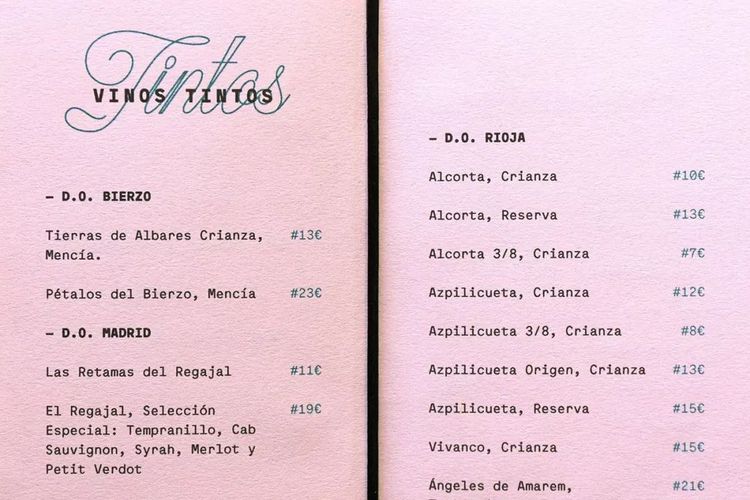 Tintos
VINOS TINTOS
— D.O. BIERZO
Tierras de Albares Crianza, #13€
Mencía.
Pétalos del Bierzo, Mencía #23€
— D.O. MADRID
Las Retamas del Regajal #11€
El Regajal, Selección #19€
Especial: Tempranillo, Cab
Sauvignon, Syrah, Merlot y
Petit Verdot
— D.O. RIOJA
Alcorta, Crianza #10€
Alcorta, Reserva #13€
Alcorta 3/8, Crianza #7€
Azpilicueta, Crianza #12€
Azpilicueta 3/8, Crianza #8€
Azpilicueta Origen, Crianza #13€
Azpilicueta, Reserva #15€
Vivanco, Crianza #15€
Ángeles de Amarem, #21€